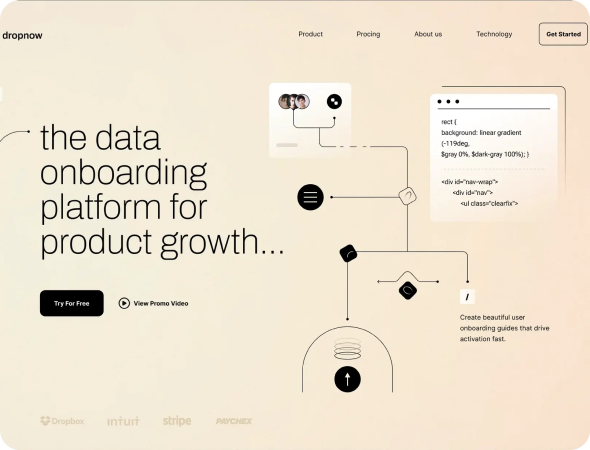 dropnow
Product
Procing
About us
Technology
Get Started
the data
onboarding
platform for
product growth...
Try For Free
View Promo Video
rect {
background: linear gradient
(-119deg,
$gray 0%, $dark-gray 100%); }
<div id="nav-wrap">
<div id="nav">
<ul class="clearfix">
I
Create beautiful user
onboarding guides that drive
activation fast.
Dropbox
intuit
stripe
PAYCHEX